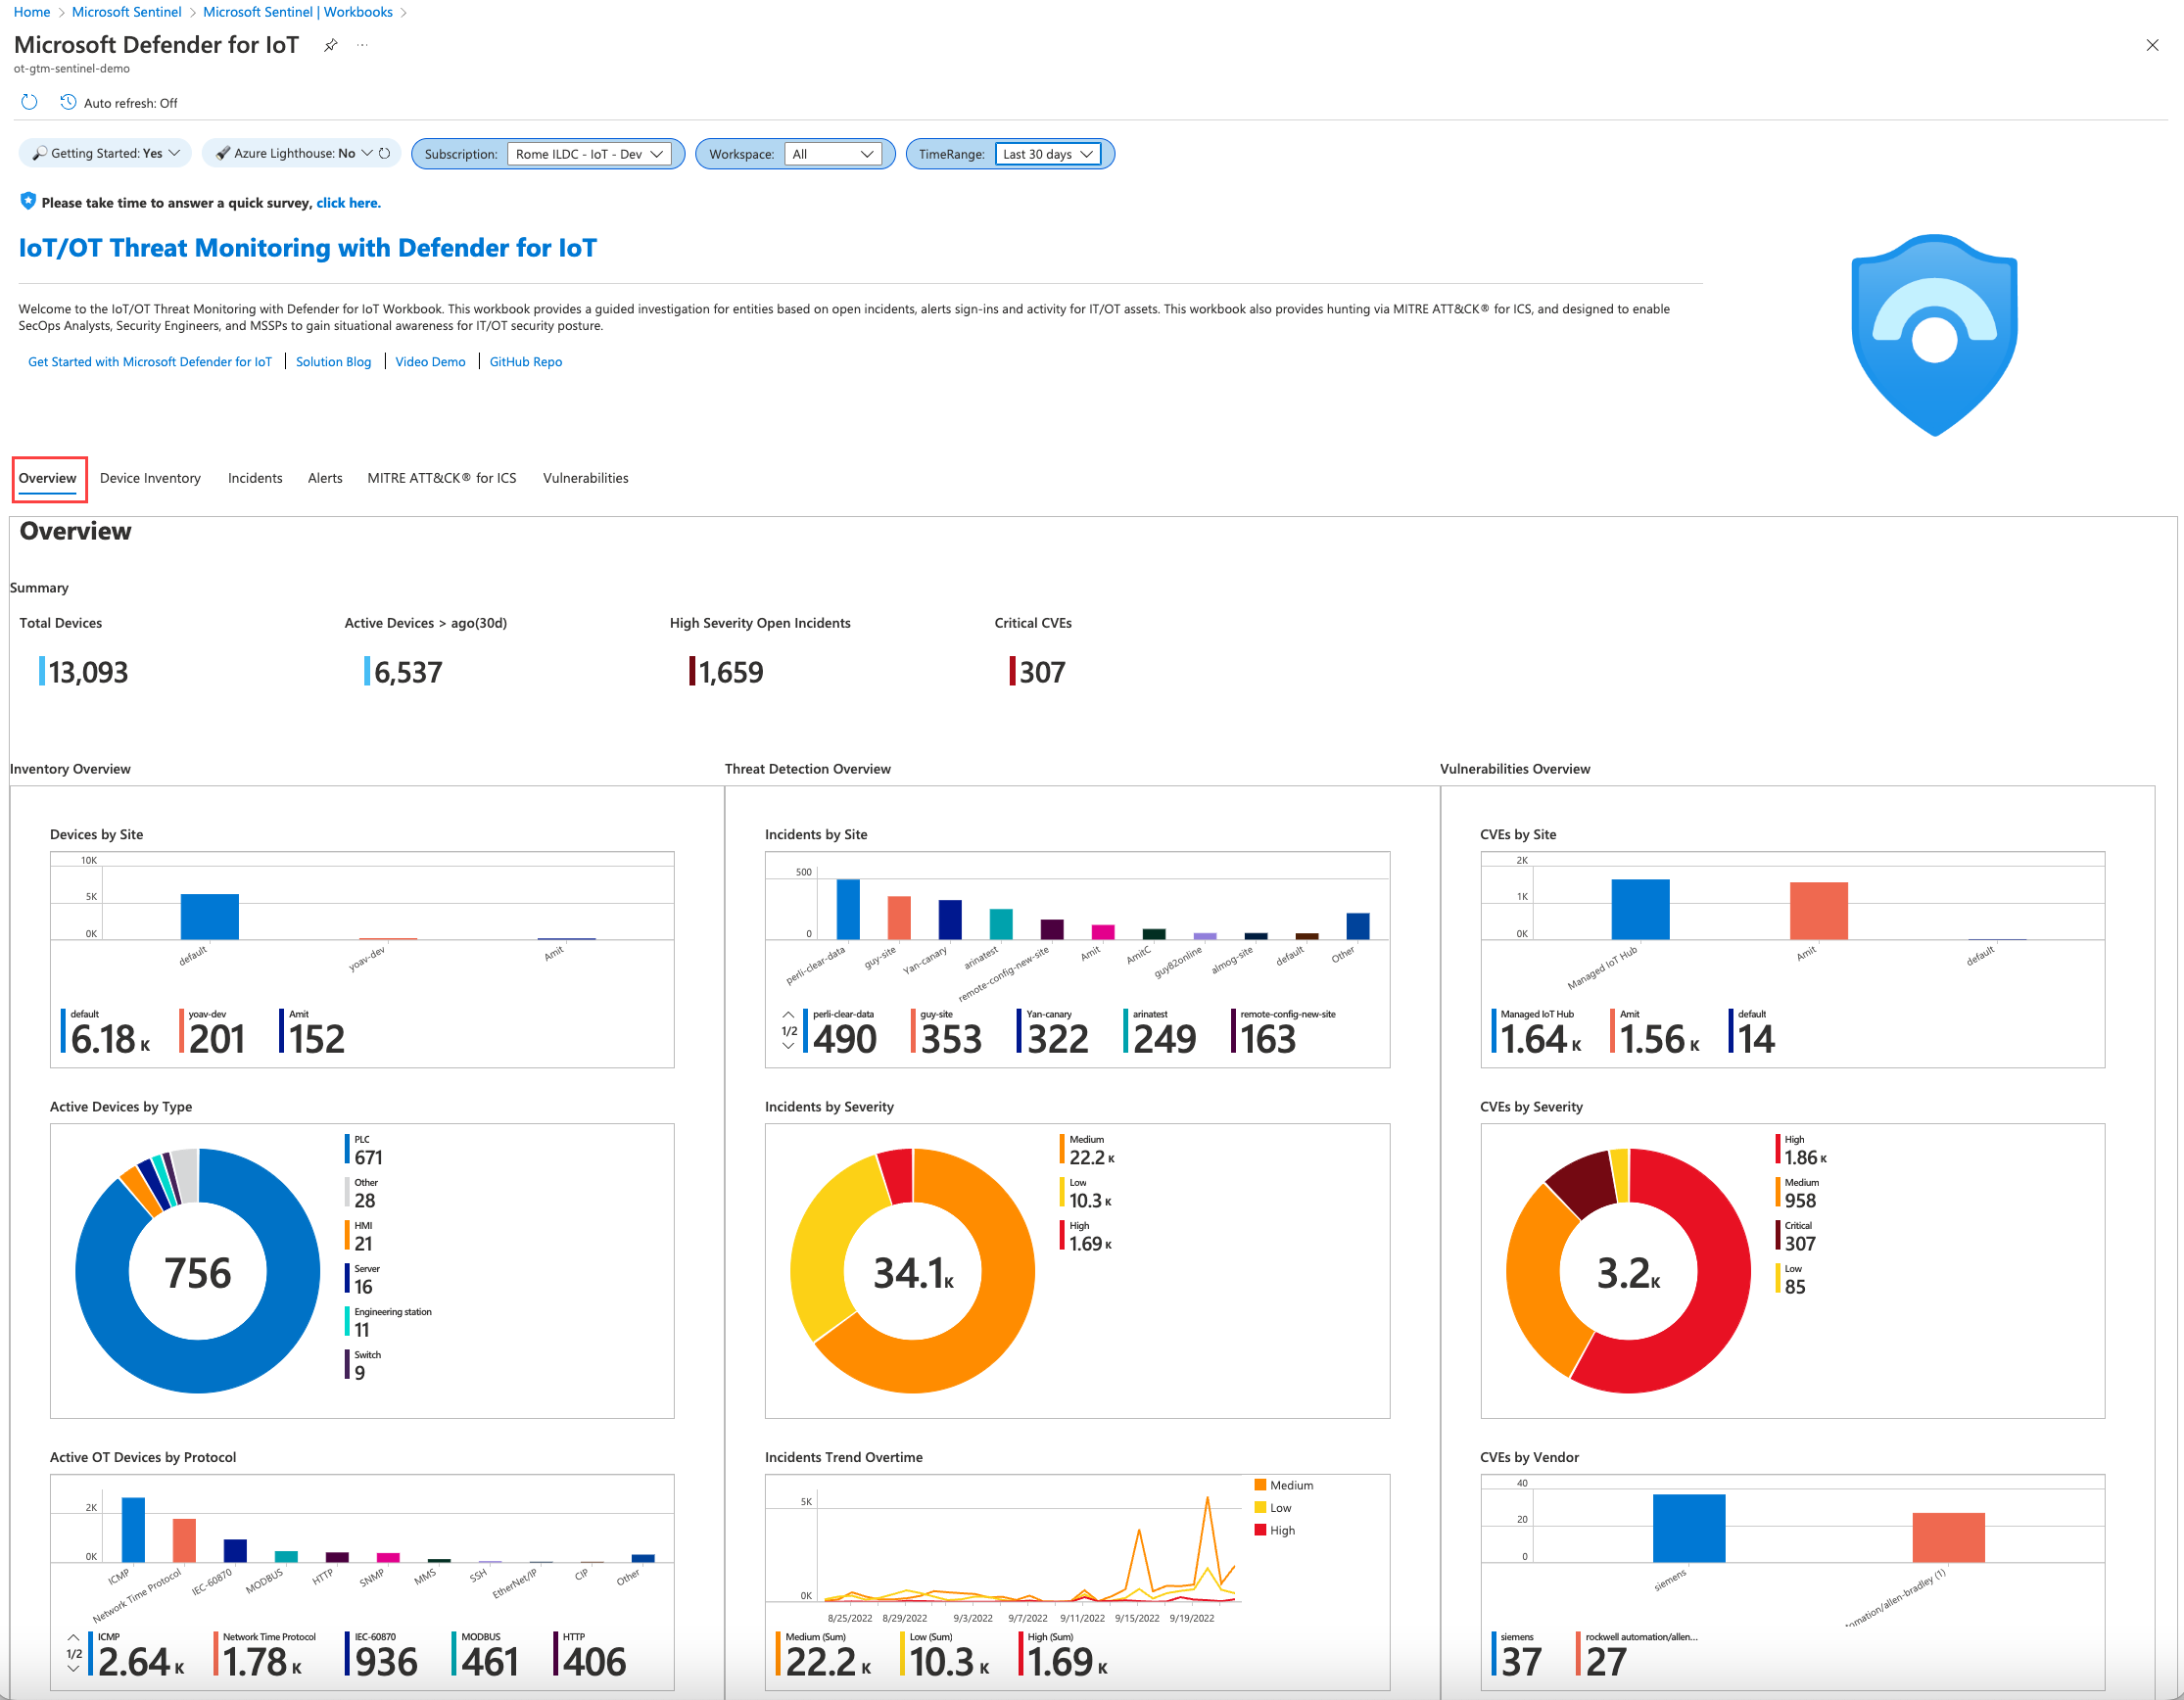 Home > Microsoft Sentinel > Microsoft Sentinel | Workbooks >
Microsoft Defender for IoT ...
ot-gtm-sentinel-demo
Auto refresh: Off
Getting Started: Yes
Azure Lighthouse: No
Subscription: Rome ILDC - IoT - Dev
Workspace: All
TimeRange: Last 30 days
Please take time to answer a quick survey, click here.
IoT/OT Threat Monitoring with Defender for IoT
Welcome to the IoT/OT Threat Monitoring with Defender for IoT Workbook. This workbook provides a guided investigation for entities based on open incidents, alerts sign-ins and activity for IT/OT assets. This workbook also provides hunting via MITRE ATT&CK® for ICS, and designed to enable
SecOps Analysts, Security Engineers, and MSSPs to gain situational awareness for IT/OT security posture.
Get Started with Microsoft Defender for IoT | Solution Blog | Video Demo | GitHub Repo
Overview Device Inventory Incidents Alerts MITRE ATT&CK® for ICS Vulnerabilities
Overview
Summary
Total Devices
13,093
Active Devices > ago(30d)
6,537
High Severity Open Incidents
1,659
Critical CVEs
307
Inventory Overview
Devices by Site
10K
5K
0K
default
yoav-dev
Amit
default
6.18 K
yoav-dev
201
Amit
152
Active Devices by Type
756
PLC
671
Other
28
HMI
21
Server
16
Engineering station
11
Switch
9
Active OT Devices by Protocol
2K
0K
ICMP
Network Time Protocol
IEC-60870
MODBUS
HTTP
SNMP
MMS
SSH
EtherNet/IP
CIP
Other
1/2
ICMP
2.64 K
Network Time Protocol
1.78 K
IEC-60870
936
MODBUS
461
HTTP
406
Threat Detection Overview
Incidents by Site
500
0
perli-clear-data
guy-site
Yan-canary
arinatest
remote-config-new-site
Amit
AmitC
guy82online
almog-site
default
Other
1/2
perli-clear-data
490
guy-site
353
Yan-canary
322
arinatest
249
remote-config-new-site
163
Incidents by Severity
34.1K
Medium
22.2 K
Low
10.3 K
High
1.69 K
Incidents Trend Overtime
5K
0K
8/25/2022
8/29/2022
9/3/2022
9/7/2022
9/11/2022
9/15/2022
9/19/2022
Medium
Low
High
Medium (Sum)
22.2 K
Low (Sum)
10.3 K
High (Sum)
1.69 K
Vulnerabilities Overview
CVEs by Site
2K
1K
0K
Managed IoT Hub
Amit
default
Managed IoT Hub
1.64 K
Amit
1.56 K
default
14
CVEs by Severity
3.2K
High
1.86 K
Medium
958
Critical
307
Low
85
CVEs by Vendor
40
20
0
siemens
omation/allen-bradley (1)
siemens
37
rockwell automation/allen...
27